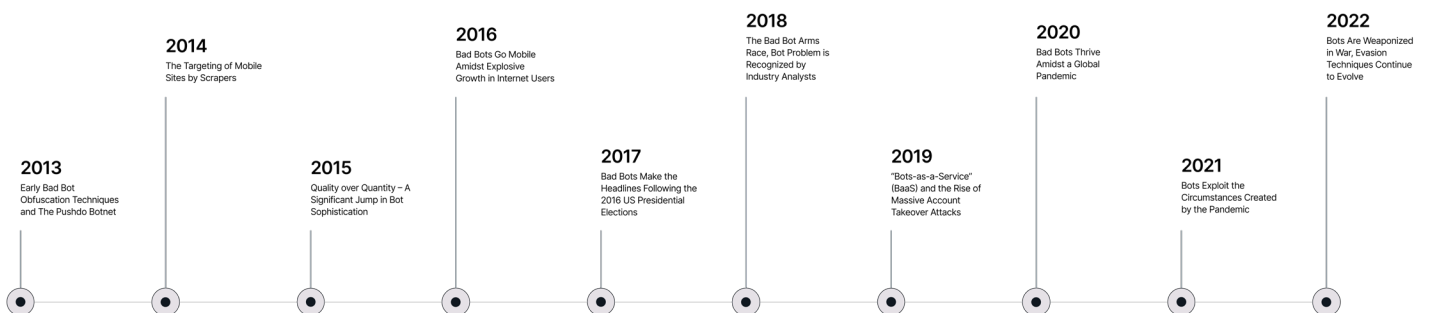 2013
Early Bad Bot
Obfuscation Techniques
and The Pushdo Botnet
2014
The Targeting of Mobile
Sites by Scrapers
2015
Quality over Quantity – A
Significant Jump in Bot
Sophistication
2016
Bad Bots Go Mobile
Amidst Explosive
Growth in Internet Users
2017
Bad Bots Make the
Headlines Following the
2016 US Presidential
Elections
2018
The Bad Bot Arms
Race, Bot Problem is
Recognized by
Industry Analysts
2019
"Bots-as-a-Service"
(BaaS) and the Rise of
Massive Account
Takeover Attacks
2020
Bad Bots Thrive
Amidst a Global
Pandemic
2021
Bots Exploit the
Circumstances Created
by the Pandemic
2022
Bots Are Weaponized
in War, Evasion
Techniques Continue
to Evolve